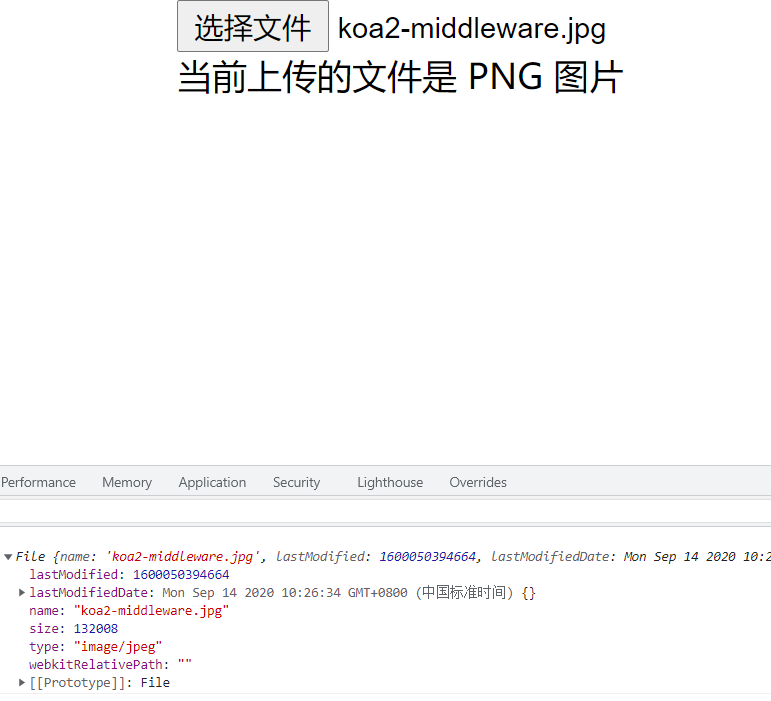 选择文件 koa2-middleware.jpg
当前上传的文件是 PNG 图片
Performance Memory Application Security Lighthouse Overrides
File {name: 'koa2-middleware.jpg', lastModified: 1600050394664, lastModifiedDate: Mon Sep 14 2020 10:2
lastModified: 1600050394664
lastModifiedDate: Mon Sep 14 2020 10:26:34 GMT+0800 (中国标准时间) {}
name: "koa2-middleware.jpg"
size: 132008
type: "image/jpeg"
webkitRelativePath: ""
[[Prototype]]: File